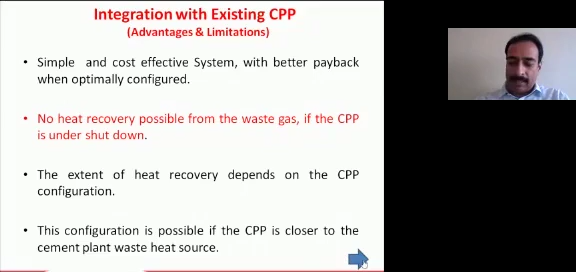 Integration with Existing CPP
(Advantages & Limitations)
• Simple and cost effective System, with better payback
when optimally configured.
• No heat recovery possible from the waste gas, if the CPP
is under shut down.
• The extent of heat recovery depends on the CPP
configuration.
• This configuration is possible if the CPP is closer to the
cement plant waste heat source.